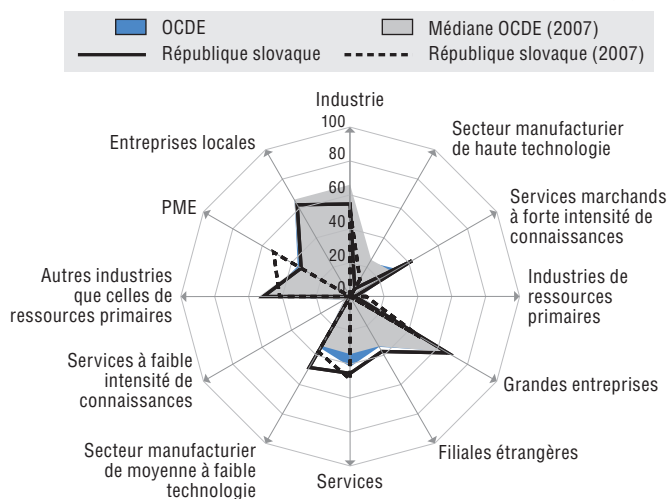 OCDE
Médiane OCDE (2007)
République slovaque
République slovaque (2007)
Industrie
100
80
60
40
20
0
Secteur manufacturier
de haute technologie
Services marchands
à forte intensité de
connaissances
Industries de
ressources
primaires
Grandes entreprises
Filiales étrangères
Services
Secteur manufacturier
de moyenne à faible
technologie
Services à faible
intensité de
connaissances
Autres industries
que celles de
ressources primaires
PME
Entreprises locales